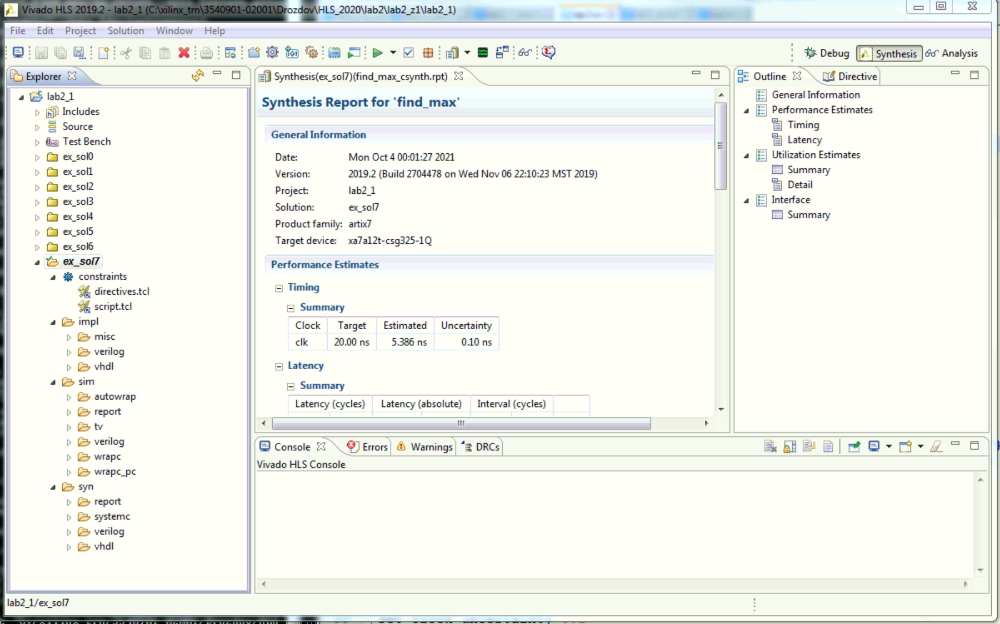 Vivado HLS 2019.2 - lab2_1 (C:\xilinx_trn\3540901-02001\Drozdov\HLS_2020\lab2\lab2_z1\lab2_1)
File Edit Project Solution Window Help
Debug Synthesis Analysis
Explorer
lab2_1
Includes
Source
Test Bench
ex_sol0
ex_sol1
ex_sol2
ex_sol3
ex_sol4
ex_sol5
ex_sol6
ex_sol7
constraints
directives.tcl
script.tcl
impl
misc
verilog
vhdl
sim
autowrap
report
tv
verilog
wrapc
wrapc_pc
syn
report
systemc
verilog
vhdl
Synthesis(ex_sol7)(find_max_csynth.rpt)
Synthesis Report for 'find_max'
General Information
Date: Mon Oct 4 00:01:27 2021
Version: 2019.2 (Build 2704478 on Wed Nov 06 22:10:23 MST 2019)
Project: lab2_1
Solution: ex_sol7
Product family: artix7
Target device: xa7a12t-csg325-1Q
Performance Estimates
Timing
Summary
Clock Target Estimated Uncertainty
clk 20.00 ns 5.386 ns 0.10 ns
Latency
Summary
Latency (cycles) Latency (absolute) Interval (cycles)
Outline Directive
General Information
Performance Estimates
Timing
Latency
Utilization Estimates
Summary
Detail
Interface
Summary
Console Errors Warnings DRCs
Vivado HLS Console
lab2_1/ex_sol7